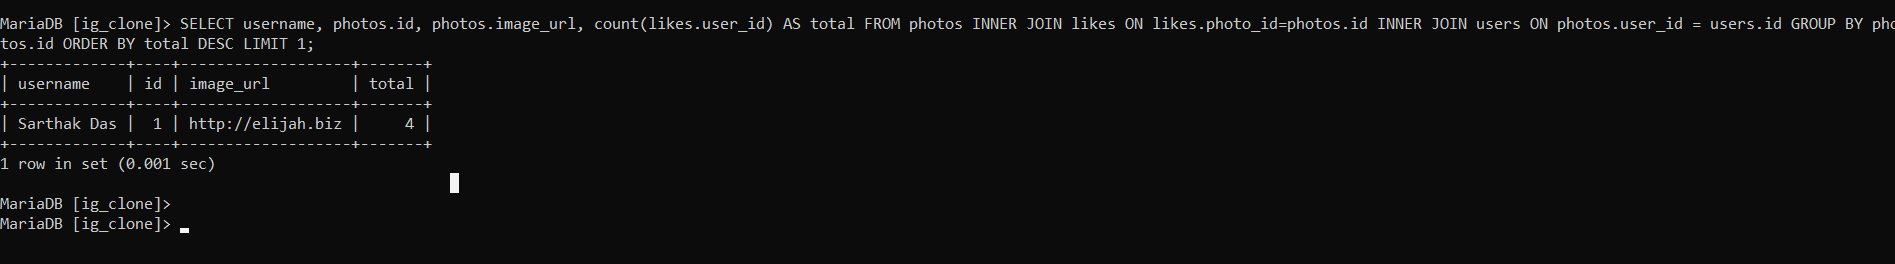 MariaDB [ig_clone]> SELECT username, photos.id, photos.image_url, count(likes.user_id) AS total FROM photos INNER JOIN likes ON likes.photo_id=photos.id INNER JOIN users ON photos.user_id = users.id GROUP BY pho
tos.id ORDER BY total DESC LIMIT 1;
+-------------+----+-------------------+-------+
| username    | id | image_url         | total |
+-------------+----+-------------------+-------+
| Sarthak Das |  1 | http://elijah.biz |     4 |
+-------------+----+-------------------+-------+
1 row in set (0.001 sec)
MariaDB [ig_clone]>
MariaDB [ig_clone]>